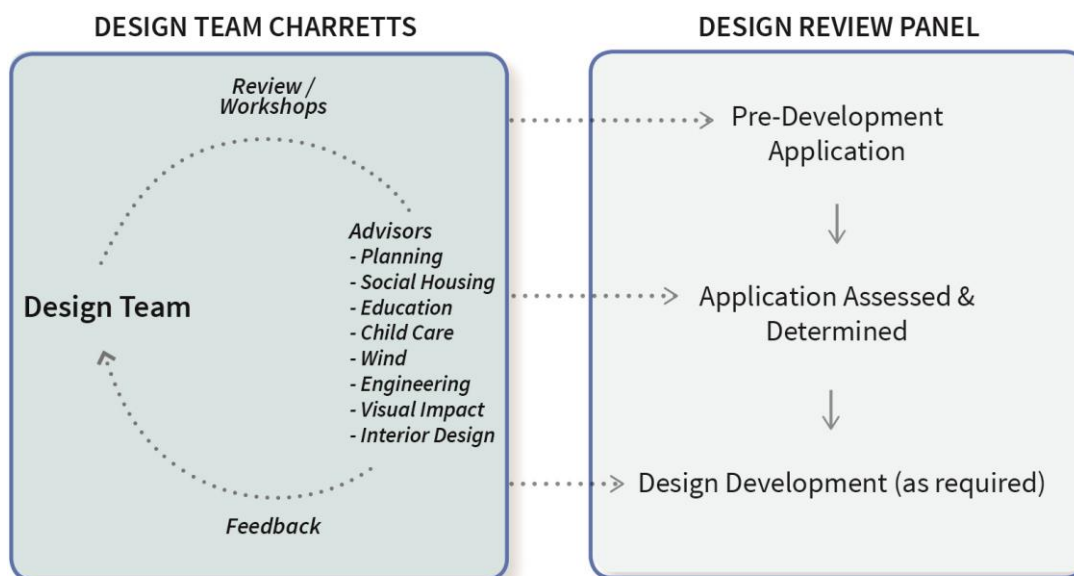 DESIGN TEAM CHARRETTS
Review /
Workshops
Design Team
Advisors
- Planning
- Social Housing
- Education
- Child Care
- Wind
- Engineering
- Visual Impact
- Interior Design
Feedback
DESIGN REVIEW PANEL
Pre-Development
Application
Application Assessed &
Determined
Design Development (as required)